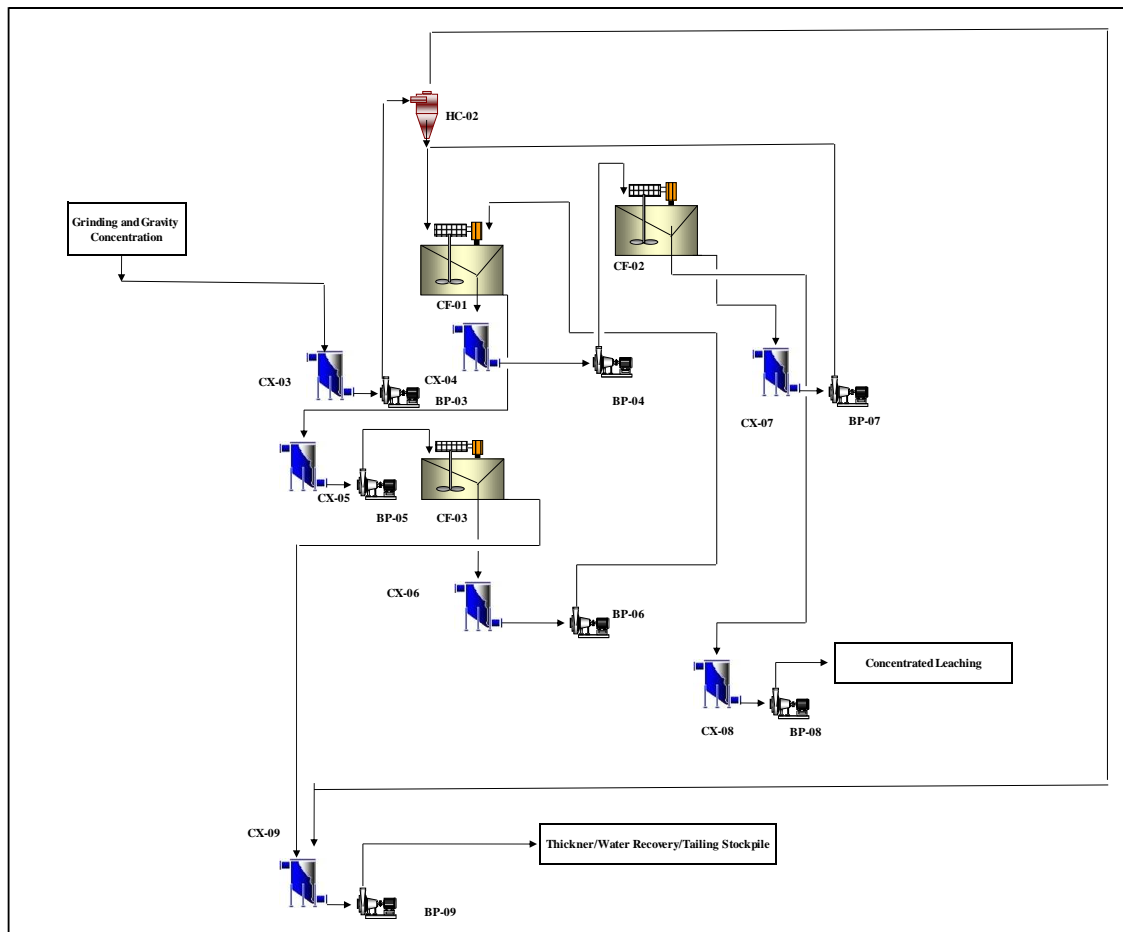 HC-02
Grinding and Gravity
Concentration
CF-02
CF-01
CX-03
CX-04
BP-03
BP-04
CX-07
BP-07
CX-05
BP-05
CF-03
CX-06
BP-06
Concentrated Leaching
CX-08
BP-08
CX-09
Thickner/Water Recovery/Tailing Stockpile
BP-09